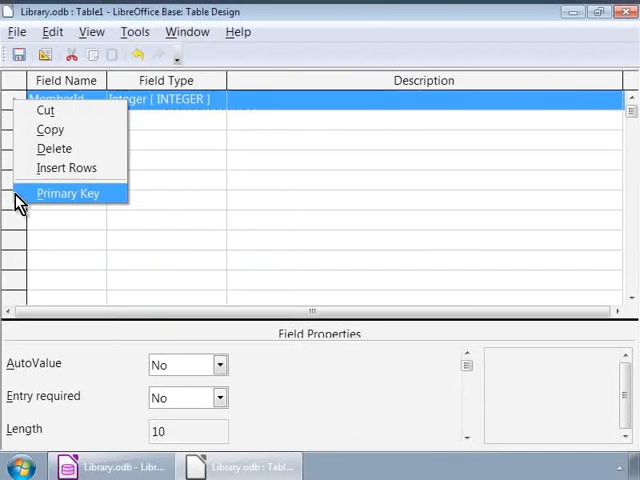 Library.odb : Table1 - LibreOffice Base: Table Design
File Edit View Tools Window Help
Field Name Field Type Description
MemberId Integer [ INTEGER ]
Cut
Copy
Delete
Insert Rows
Primary Key
Field Properties
AutoValue No
Entry required No
Length 10
Library.odb - Libr... Library.odb : Tabl...